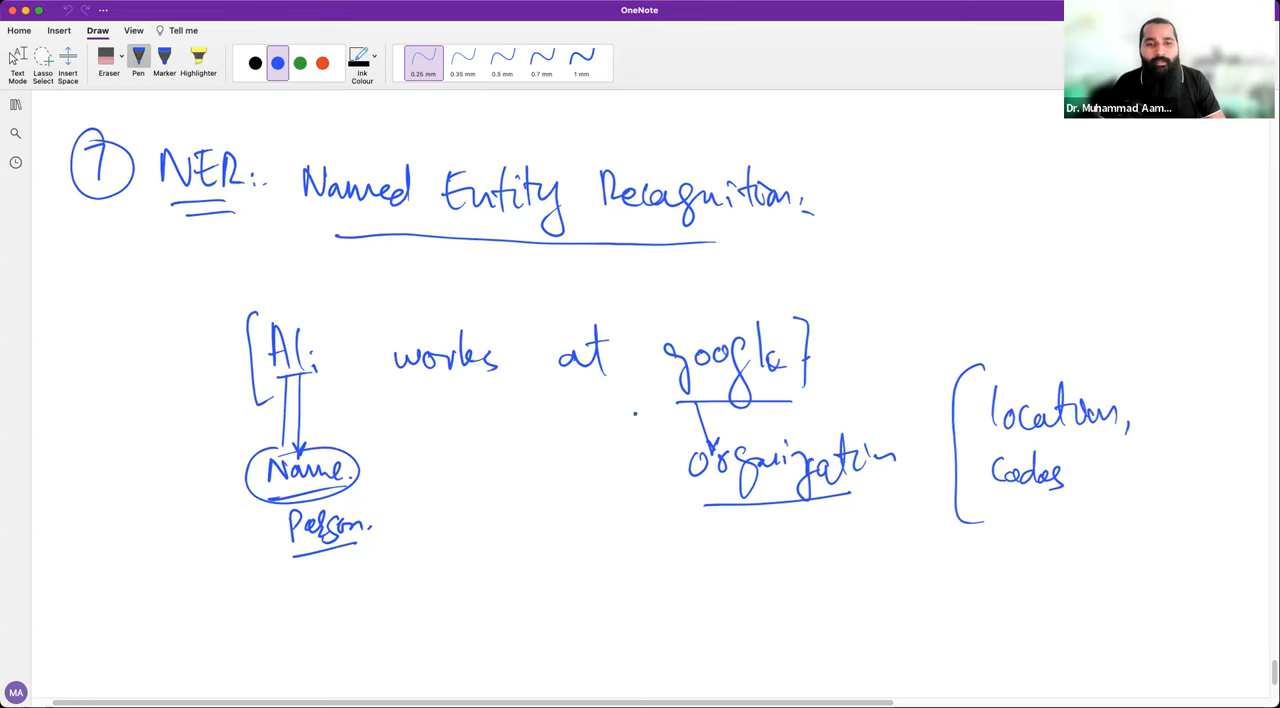 OneNote
Home Insert Draw View Tell me
Text Mode
Lasso Select
Insert Space
Eraser
Pen
Marker
Highlighter
Ink Colour
0.25 mm
0.35 mm
0.5 mm
0.7 mm
1 mm
Dr. Muhammad Aam...
7 NER:. Named Entity Recognition:
[Ali works at google}
Name.
Person.
organization
location,
codes
MA